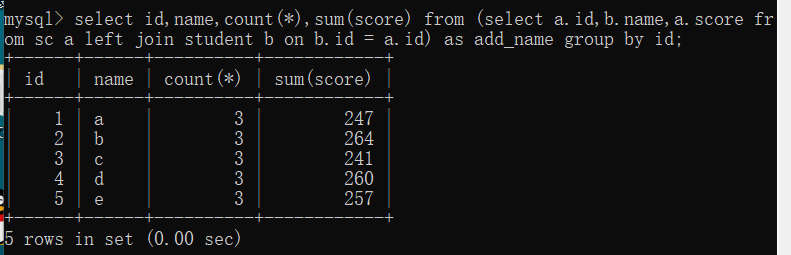 mysql> select id,name,count(*),sum(score) from (select a.id,b.name,a.score fr
om sc a left join student b on b.id = a.id) as add_name group by id;
+------+------+----------+------------+
| id | name | count(*) | sum(score) |
+------+------+----------+------------+
| 1 | a | 3 | 247 |
| 2 | b | 3 | 264 |
| 3 | c | 3 | 241 |
| 4 | d | 3 | 260 |
| 5 | e | 3 | 257 |
+------+------+----------+------------+
5 rows in set (0.00 sec)